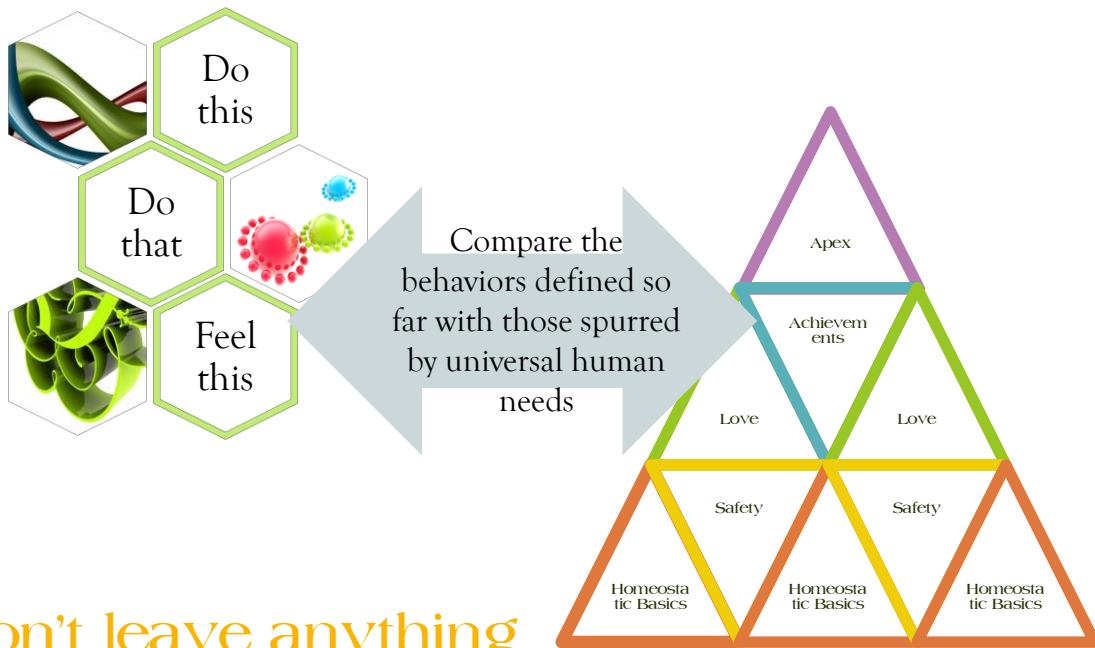 Do
this
Do
that
Feel
this
Compare the
behaviors defined so
far with those spurred
by universal human
needs
Apex
Achievem
ents
Love
Love
Safety
Safety
Homeosta
tic Basics
Homeosta
tic Basics
Homeosta
tic Basics
on't leave anything